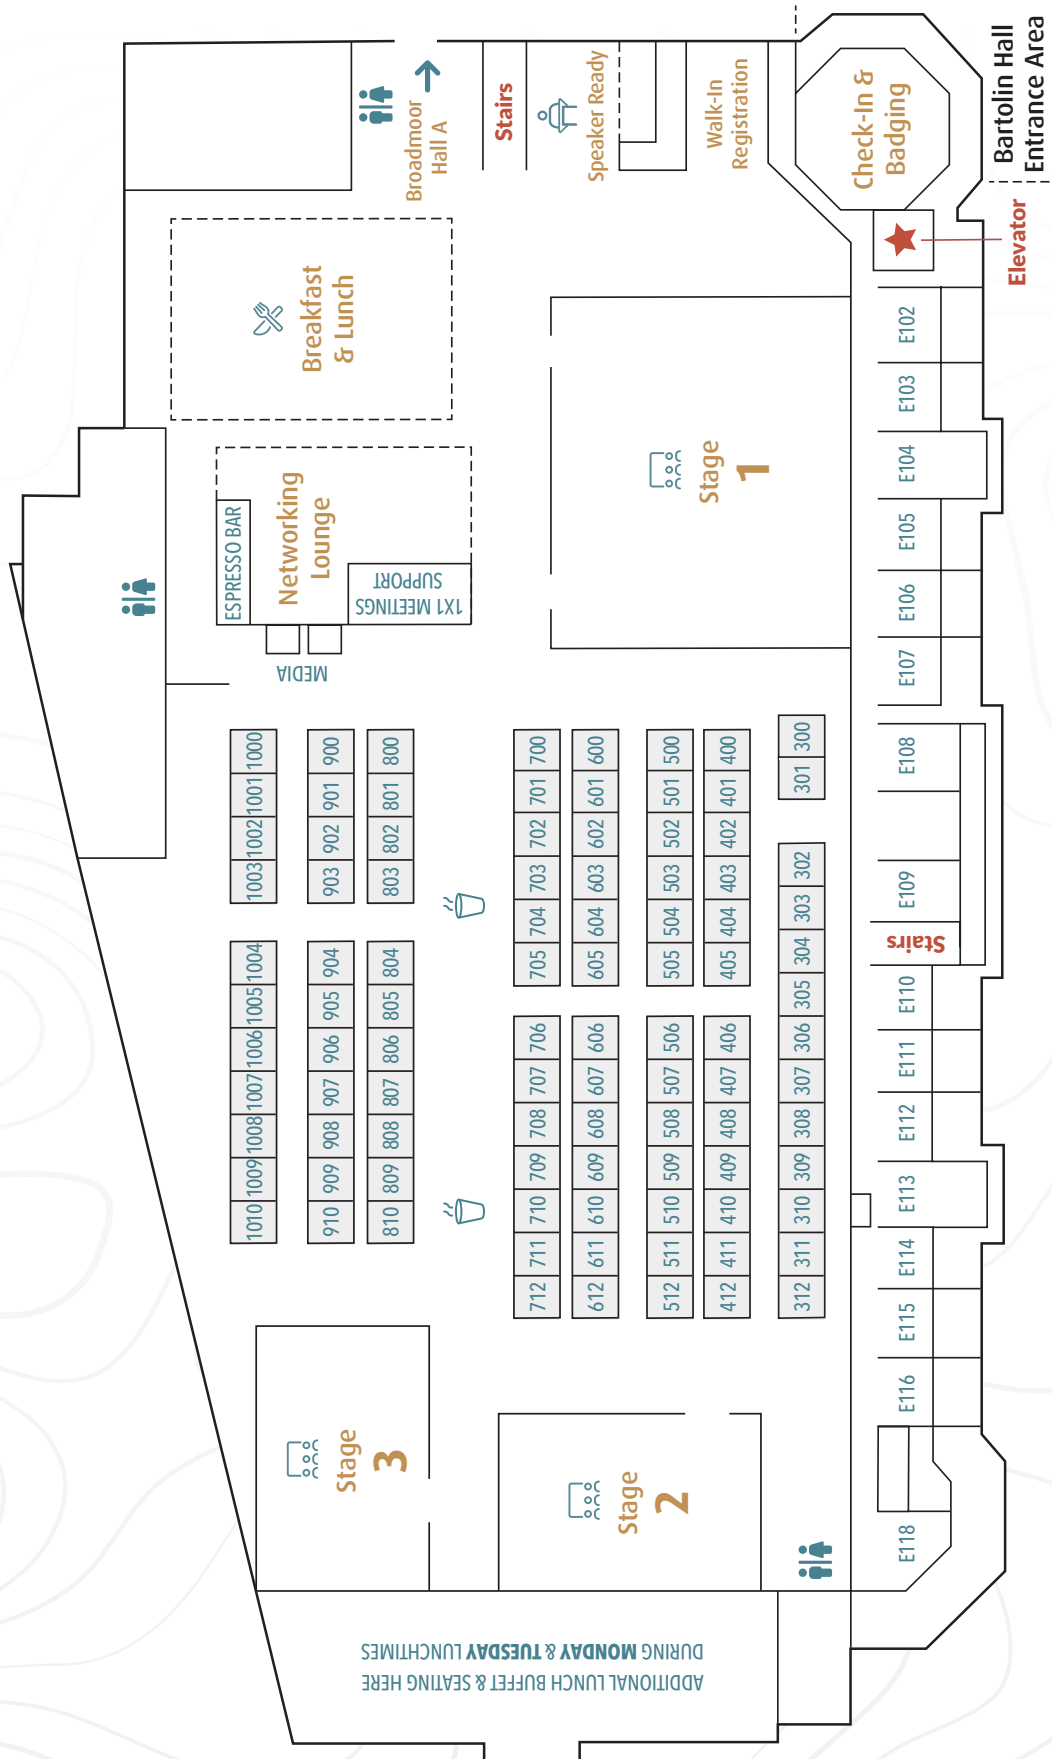 Bartolin Hall
Entrance Area
Check-In &
Badging
Elevator
Walk-In
Registration
Speaker Ready
Stairs
Broadmoor
Hall A
Breakfast
& Lunch
Networking
Lounge
ESPRESSO BAR
1X1 MEETINGS
SUPPORT
MEDIA
Stage
1
E102
E103
E104
E105
E106
E107
E108
E109
Stairs
E110
E111
E112
E113
E114
E115
E116
E118
1000
1001
1002
1003
1004
1005
1006
1007
1008
1009
1010
900
901
902
903
904
905
906
907
908
909
910
800
801
802
803
804
805
806
807
808
809
810
700
701
702
703
704
705
706
707
708
709
710
711
712
600
601
602
603
604
605
606
607
608
609
610
611
612
500
501
502
503
504
505
506
507
508
509
510
511
512
400
401
402
403
404
405
406
407
408
409
410
411
412
300
301
302
303
304
305
306
307
308
309
310
311
312
Stage
3
Stage
2
ADDITIONAL LUNCH BUFFET & SEATING HERE
DURING MONDAY & TUESDAY LUNCHTIMES